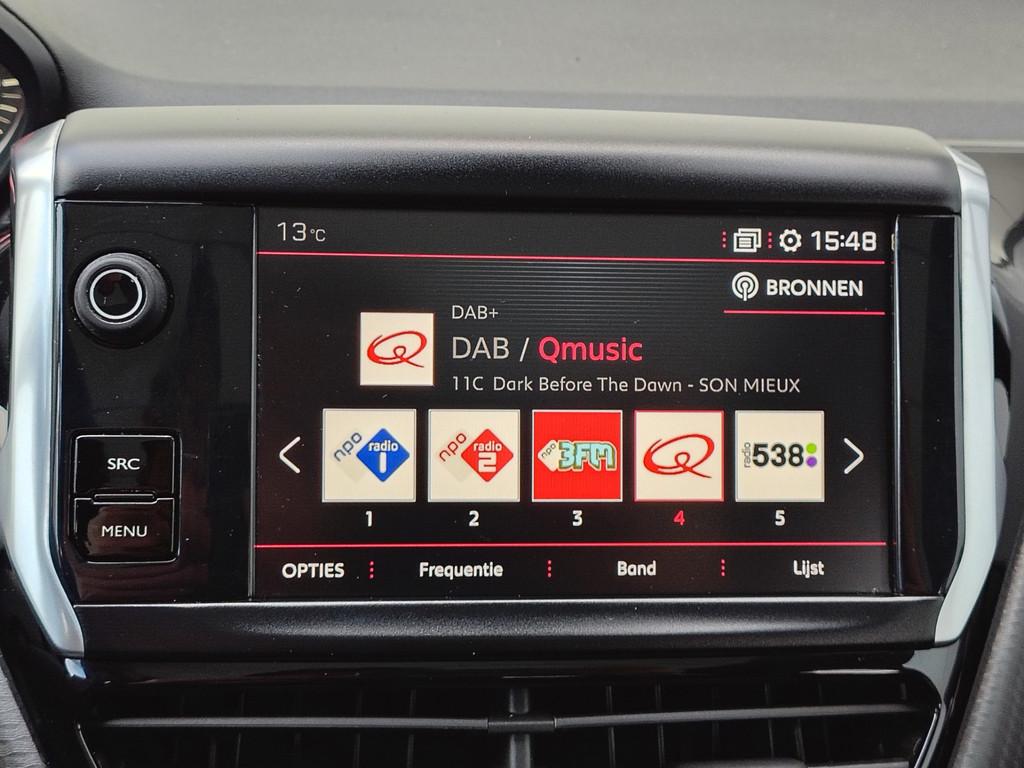 13°C 15:48
BRONNEN
DAB+
DAB / Qmusic
11C Dark Before The Dawn - SON MIEUX
npo radio 1
npo radio 2
npo 3FM
Q
radio 538
1 2 3 4 5
SRC
MENU
OPTIES Frequentie Band Lijst